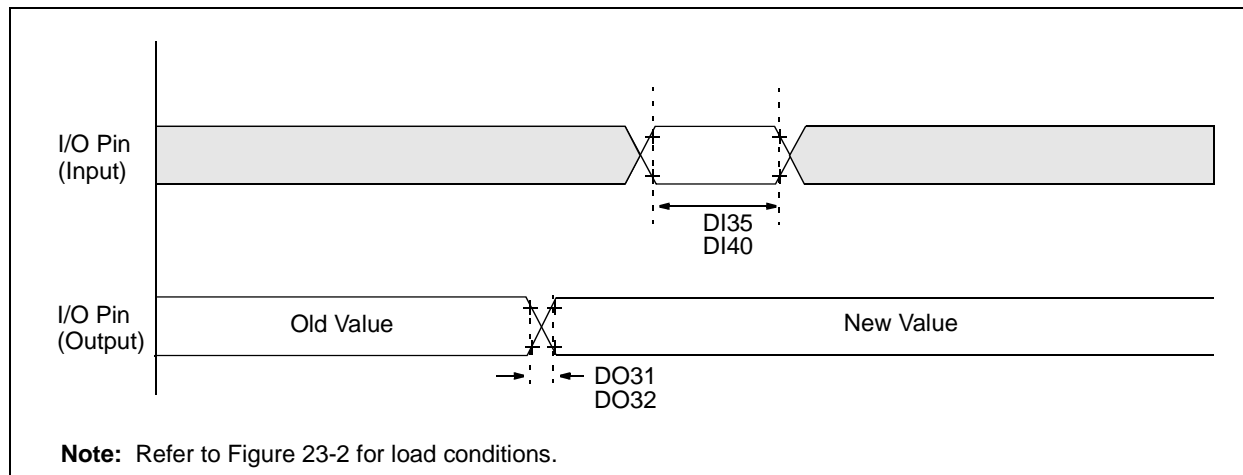 I/O Pin
(Input)
DI35
DI40
I/O Pin
(Output)
Old Value
New Value
DO31
DO32
Note: Refer to Figure 23-2 for load conditions.